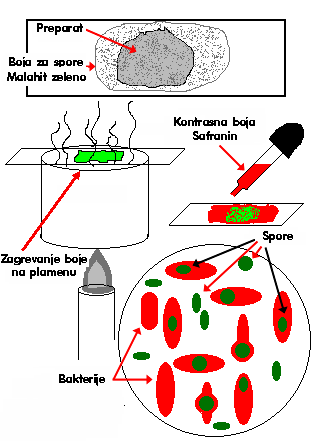 Preparat
Boja za spore
Malahit zeleno
Kontrasna boja
Safranin
Zagrevanje boje
na plamenu
Spore
Bakterije